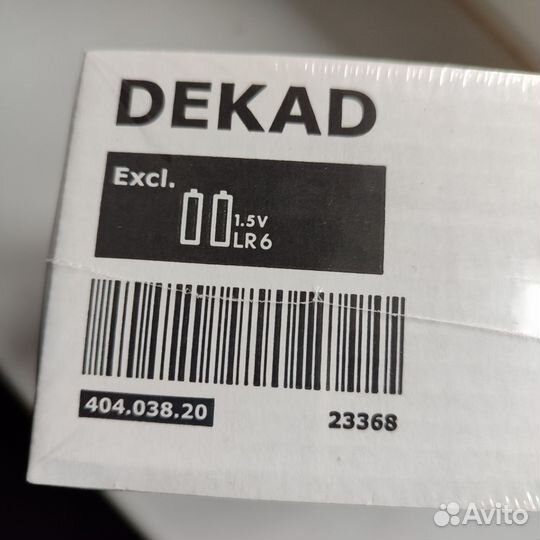 DEKAD
Excl.
1.5V
LR6
404.038.20
23368
Avito